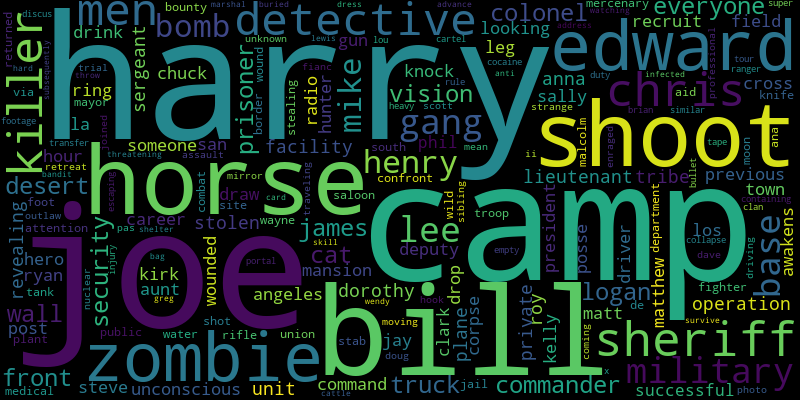 men
bounty
marshal
buried
dress
advance
everyone
super
discus
returned
killer
hard
subsequently
drink
bomb
detective
colonel
looking
mercenary
recruit
field
watching
address
edward
harry
unknown
lewis
lou
cartel
sergeant
trial
throw
chuck
gun
wound
border
stealing
leg
anna
sally
chris
professional
tour
ranger
via
ring
mayor
prisoner
radio
hunter
mike
knock
vision
cocaine
anti
duty
cross
knife
aid
infected
footage
la
someone
san
fianc
rule
gang
heavy
scott
strange
shoot
brian
similar
tape
joined
hour
transfer
retreat
threatening
assault
facility
phil
south
mean
malcolm
ii
enraged
ana
moon
bullet
desert
bandit
horse
mirror
henry
confront
lieutenant
tribe
previous
containing
revealing
foot
outlaw
attention
escaping
combat
draw
site
card
traveling
saloon
wild
sibling
camp
town
clan
joe
career
stolen
pas
shelter
wayne
james
lee
troop
president
posse
driver
department
los
collapse
dave
base
awakens
hero
ryan
security
injury
kirk
aunt
bag
wounded
cat
mansion
skill
empty
deputy
drop
logan
matthew
fighter
driving
tank
nuclear
greg
portal
angeles
dorothy
wendy
hook
plane
corpse
private
roy
matt
de
operation
survive
wall
post
plant
public
water
shot
rifle
union
moving
bill
clark
kelly
coming
sheriff
front
zombie
stab
jay
doug
military
medical
steve
unconscious
unit
command
cattle
truck
jail
commander
x
successful
photo